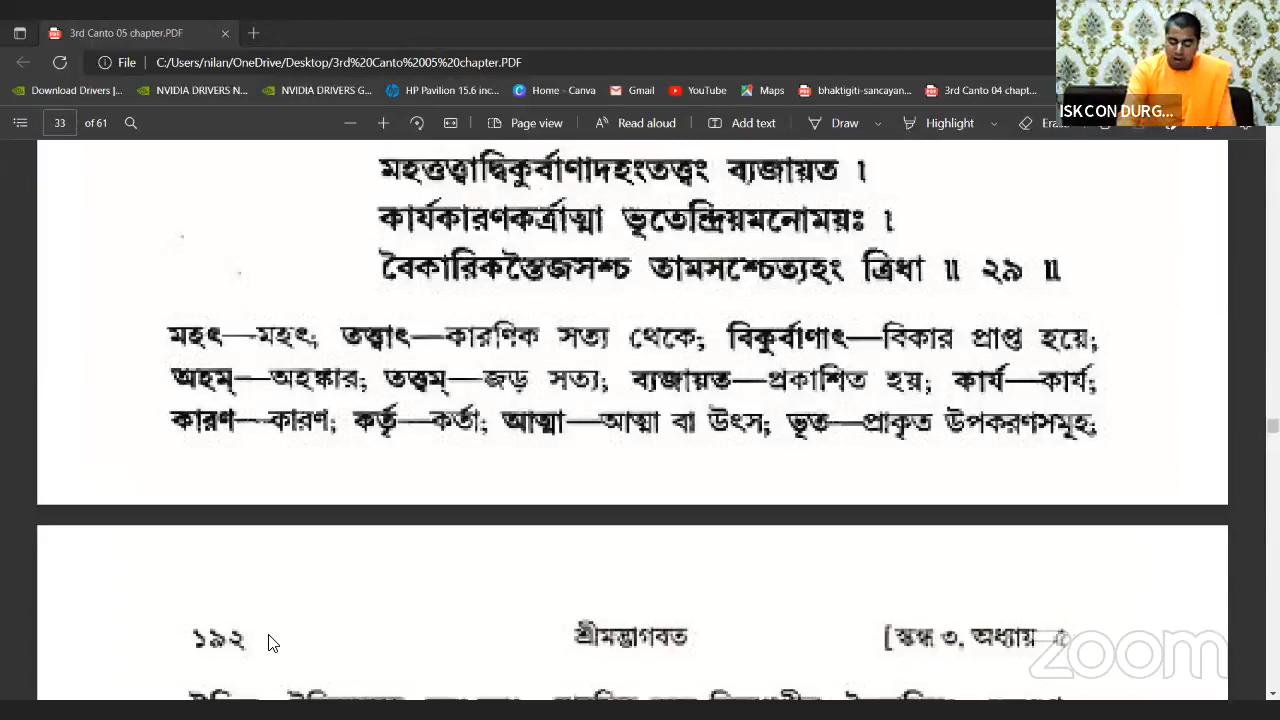 3rd Canto 05 chapter.PDF
File C:/Users/nilan/OneDrive/Desktop/3rd%20Canto%2005%20chapter.PDF
Download Drivers |... NVIDIA DRIVERS N... NVIDIA DRIVERS G... HP Pavilion 15.6 inc... Home - Canva Gmail YouTube Maps bhaktigiti-sancayan... 3rd Canto 04 chapt...
ISKCON DURG...
33 of 61 Page view Read aloud Add text Draw Highlight
মহত্তত্ত্বাদ্বিকুর্বাণাদহংতত্ত্বং ব্যজায়ত ।
কার্যকারণকর্ত্রাত্মা ভূতেন্দ্রিয়মনোময়ঃ ।
বৈকারিকস্তৈজসশ্চ তামসশ্চেত্যহং ত্রিধা ॥ ২৯ ॥
মহৎ—মহৎ; তত্ত্বাৎ—কারণিক সত্য থেকে; বিকুর্বাণাৎ—বিকার প্রাপ্ত হয়ে;
অহম্—অহঙ্কার; তত্ত্বম্—জড় সত্য; ব্যজায়ত—প্রকাশিত হয়; কার্য—কার্য;
কারণ—কারণ; কর্তৃ—কর্তা; আত্মা—আত্মা বা উৎস; ভূত—প্রাকৃত উপকরণসমূহ;
১৯২ শ্রীমদ্ভাগবত [স্কন্ধ ৩, অধ্যায় ৫
zoom